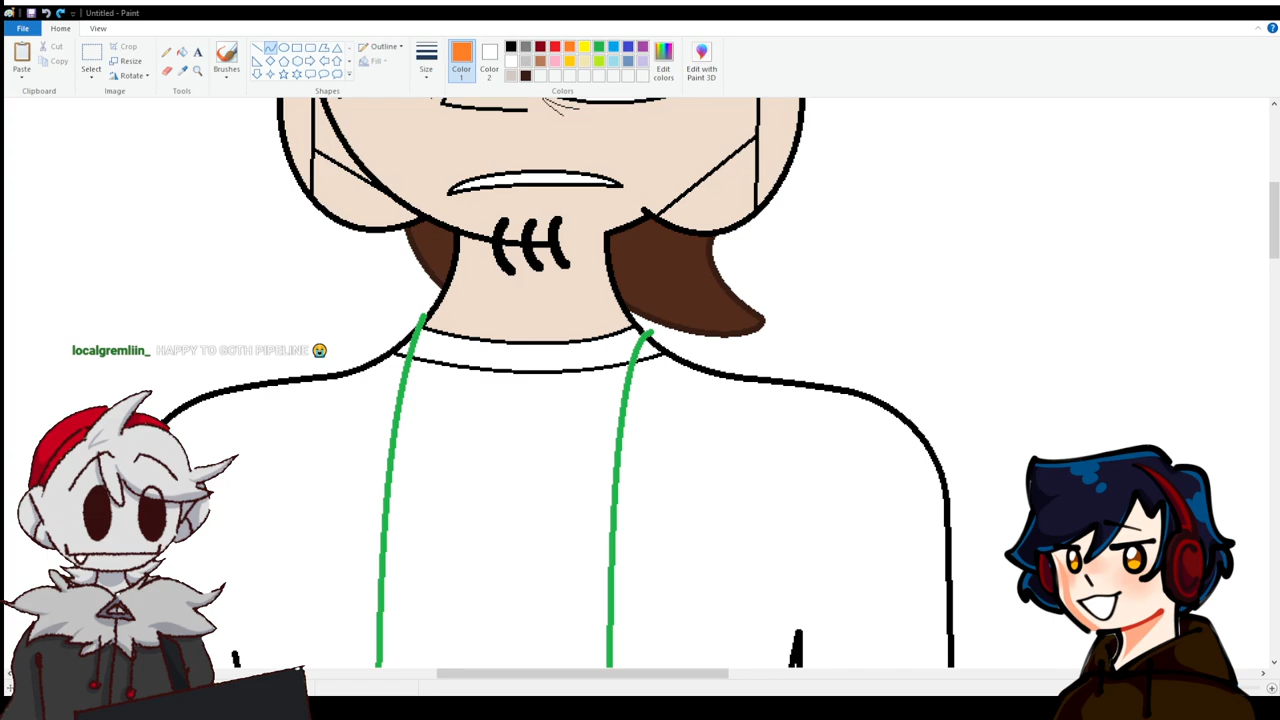 Untitled - Paint
File
Home
View
Paste
Cut
Copy
Clipboard
Select
Crop
Resize
Rotate
Image
A
Tools
Brushes
Outline
Fill
Shapes
Size
Color 1
Color 2
Edit colors
Edit with Paint 3D
Colors
localgremliin_ HAPPY TO GOTH PIPELINE 😭